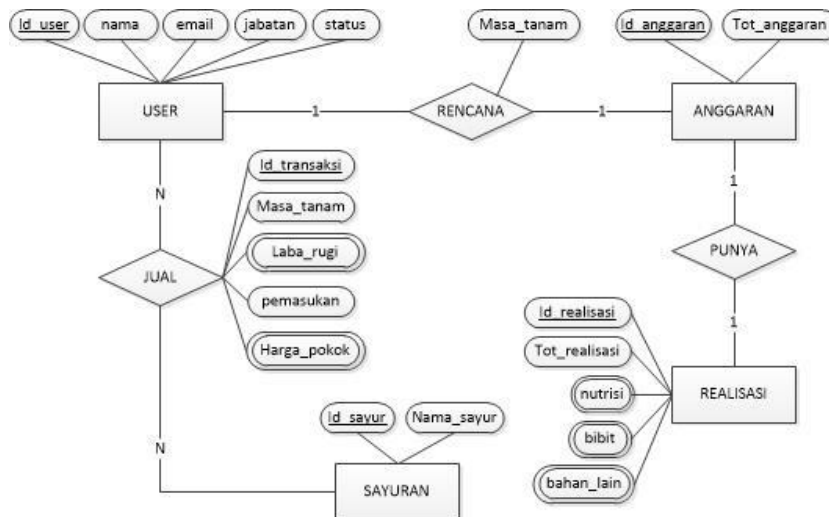 Id_user
nama
email
jabatan
status
Masa_tanam
Id_anggaran
Tot_anggaran
USER
1
RENCANA
1
ANGGARAN
N
Id_transaksi
Masa_tanam
Laba_rugi
pemasukan
Harga_pokok
JUAL
1
PUNYA
1
Id_realisasi
Tot_realisasi
nutrisi
bibit
bahan_lain
REALISASI
N
Id_sayur
Nama_sayur
SAYURAN